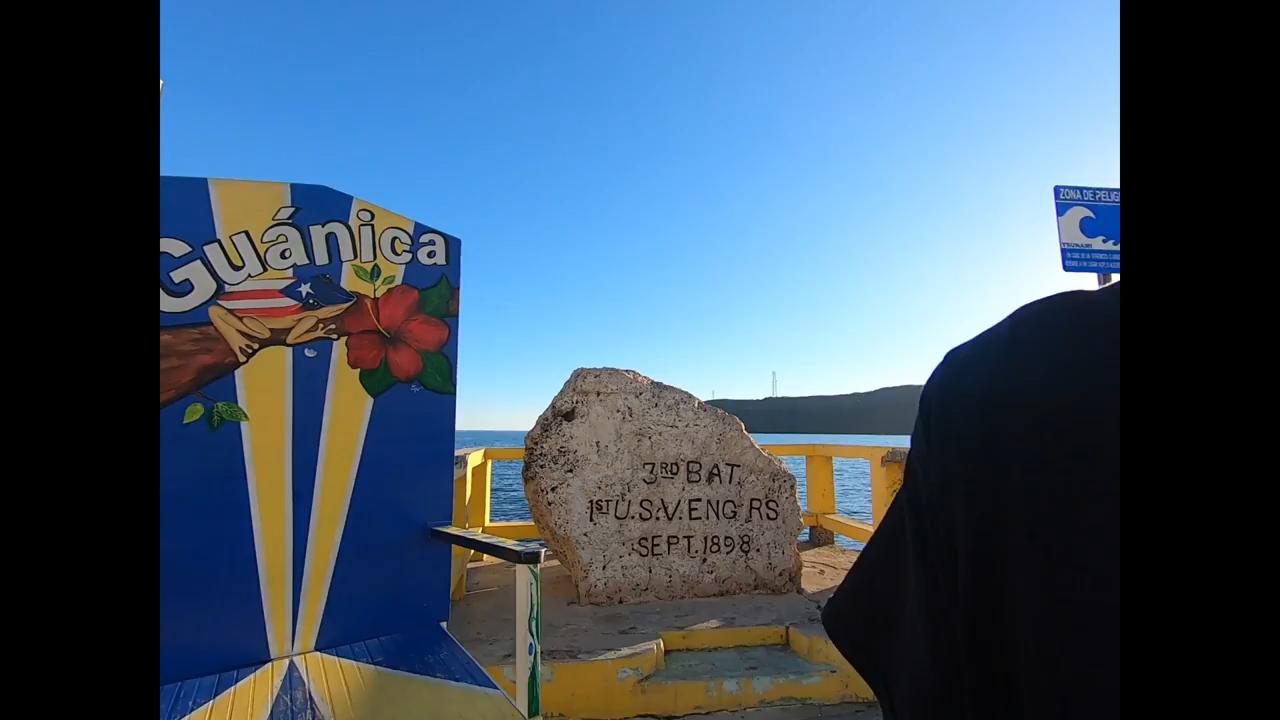 Guánica
3RD BAT.
1ST U.S.V.ENG RS
SEPT.1898.
ZONA DE PELIG
TSUNAMI